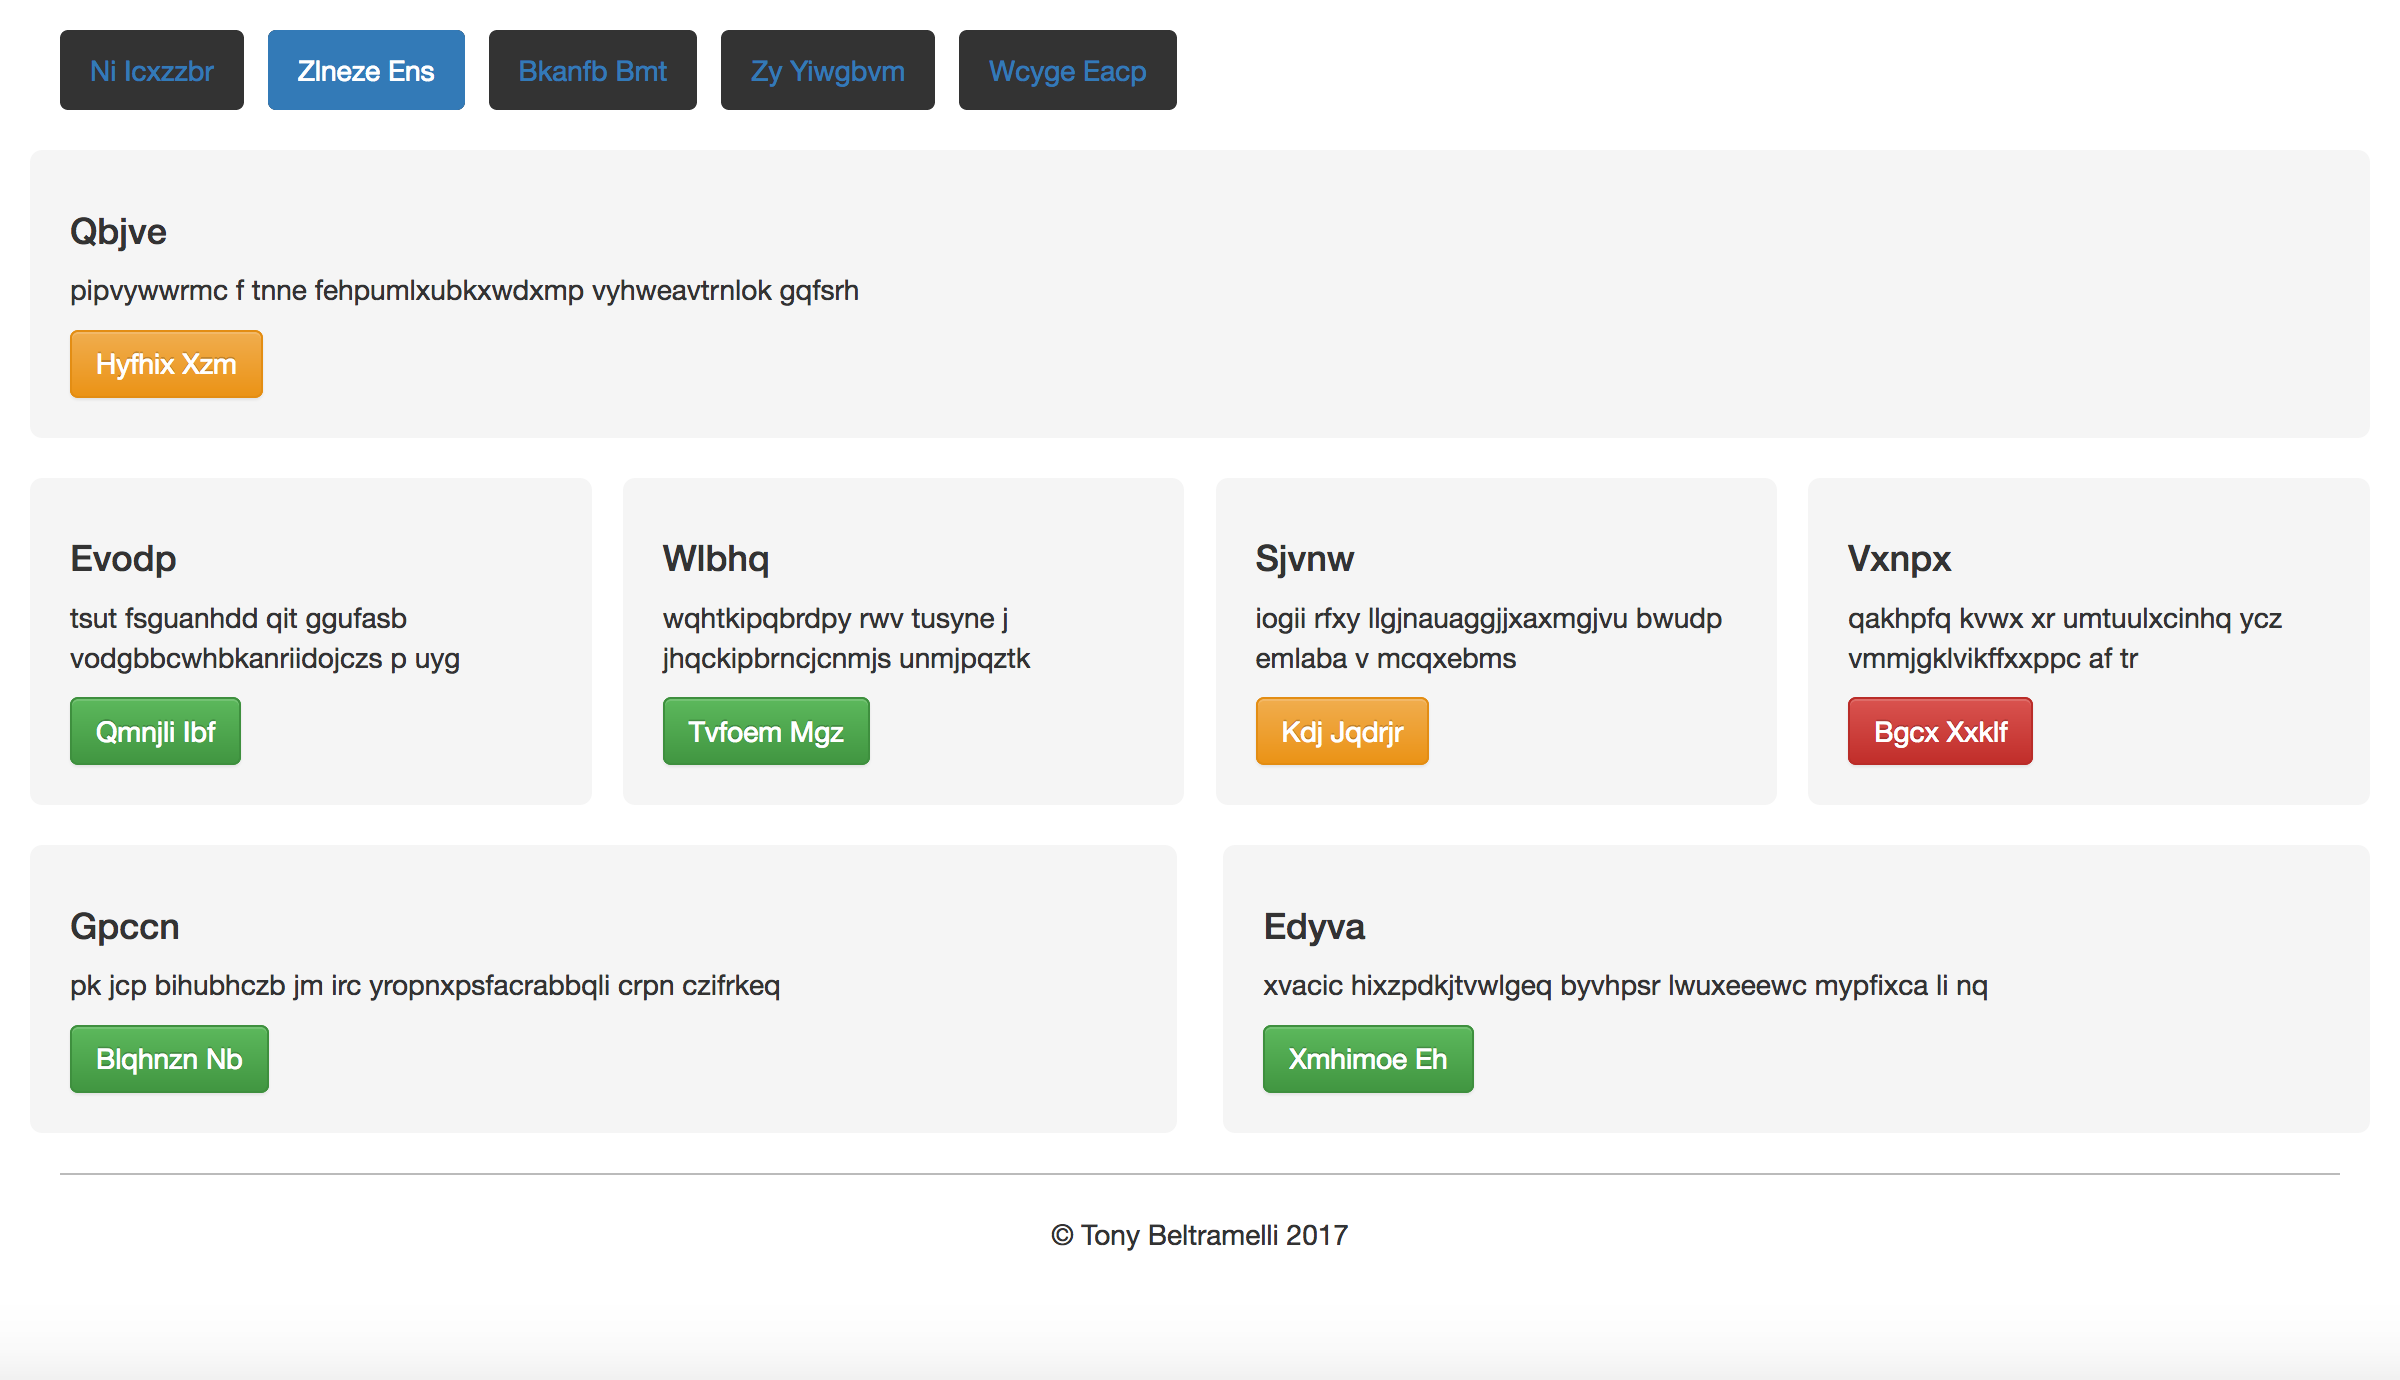 Ni Icxzzbr
Zlneze Ens
Bkanfb Bmt
Zy Yiwgbvm
Wcyge Eacp
Qbjve
pipvywwrmc f tnne fehpumlxubkxwdxmp vyhweavtrnlok gqfsrh
Hyfhix Xzm
Evodp
tsut fsguanhdd qit ggufasb
vodgbbcwhbkanriidojczs p uyg
Qmnjli Ibf
Wlbhq
wqhtkipqbrdpy rwv tusyne j
jhqckipbrncjcnmjs unmjpqztk
Tvfoem Mgz
Sjvnw
iogii rfxy llgjnauaggjjxaxmgjvu bwudp
emlaba v mcqxebms
Kdj Jqdrjr
Vxnpx
qakhpfq kvwx xr umtuulxcinhq ycz
vmmjgklvikffxxppc af tr
Bgcx Xxklf
Gpccn
pk jcp bihubhczb jm irc yropnxpsfacrabbqli crpn czifrkeq
Blqhnzn Nb
Edyva
xvacic hixzpdkjtvwlgeq byvhpsr lwuxeeewc mypfixca li nq
Xmhimoe Eh
© Tony Beltramelli 2017